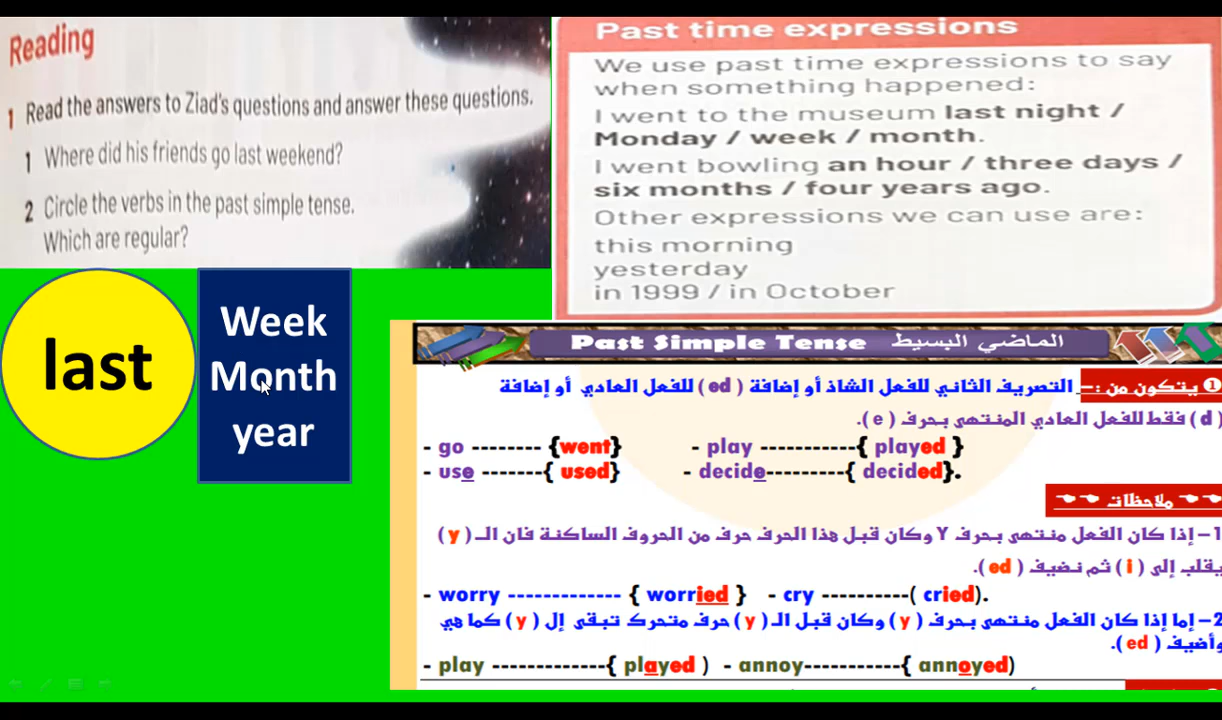 Reading
1 Read the answers to Ziad's questions and answer these questions.
1 Where did his friends go last weekend?
2 Circle the verbs in the past simple tense.
Which are regular?
Past time expressions
We use past time expressions to say
when something happened:
I went to the museum last night /
Monday / week / month.
I went bowling an hour / three days /
six months / four years ago.
Other expressions we can use are:
this morning
yesterday
in 1999 / in October
last
Week
Month
year
Past Simple Tense الماضي البسيط
❶ يتكون من :– التصريف الثاني للفعل الشاذ أو إضافة ( ed ) للفعل العادي أو إضافة
( d ) فقط للفعل العادي المنتهي بحرف ( e ).
- go -------- {went} - play -----------{ played }
- use -------{ used} - decide---------{ decided}.
ملاحظات
1– إذا كان الفعل منتهي بحرف Y وكان قبل هذا الحرف حرف من الحروف الساكنة فان الـ ( y )
يقلب إلى ( i ) ثم نضيف ( ed ).
- worry ------------- { worried } - cry ----------( cried).
2– إما إذا كان الفعل منتهي بحرف ( y ) وكان قبل الـ ( y ) حرف متحرك تبقى إل ( y ) كما هي
وأضيف ( ed ).
- play -------------{ played ) - annoy-----------{ annoyed)